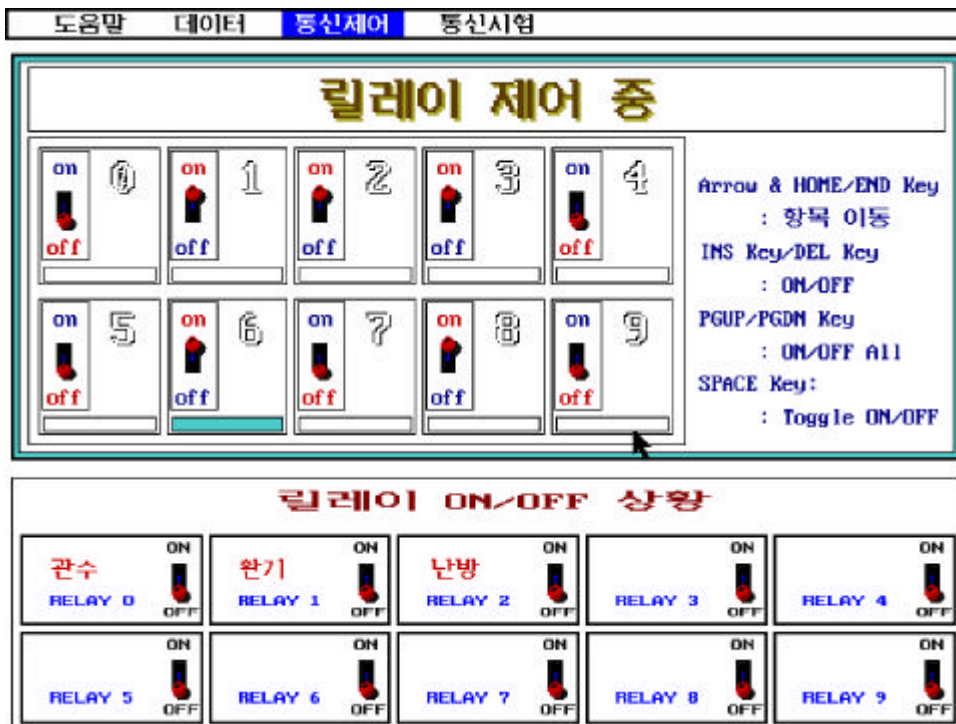 도움말 데이터 통신제어 통신시험
릴레이 제어 중
on 0 on 1 on 2 on 3 on 4
off off off off off
on 5 on 6 on 7 on 8 on 9
off off off off off
Arrow & HOME/END Key
: 항목 이동
INS Key/DEL Key
: ON/OFF
PGUP/PGDN Key
: ON/OFF All
SPACE Key:
: Toggle ON/OFF
릴레이 ON/OFF 상황
ON ON ON ON ON
관수 환기 난방
RELAY 0 RELAY 1 RELAY 2 RELAY 3 RELAY 4
OFF OFF OFF OFF OFF
ON ON ON ON ON
RELAY 5 RELAY 6 RELAY 7 RELAY 8 RELAY 9
OFF OFF OFF OFF OFF